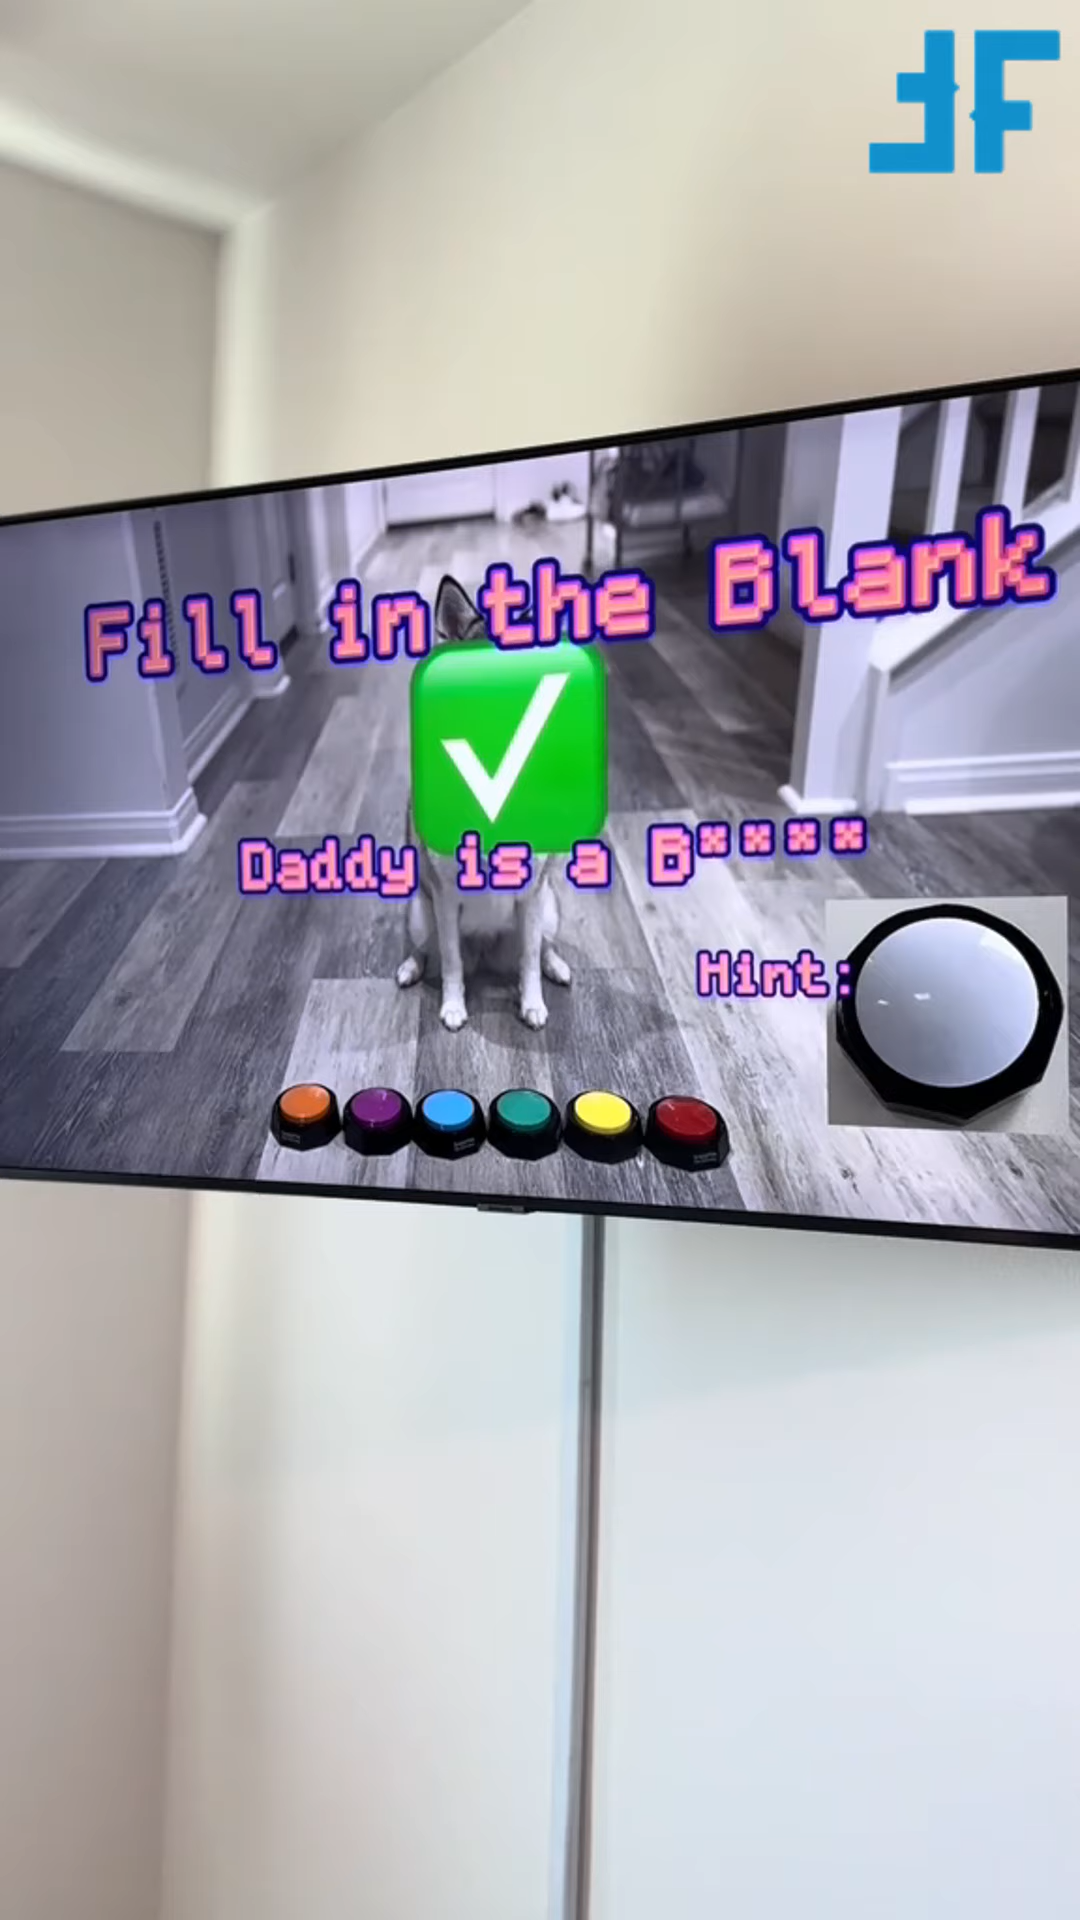 Fill in the Blank
Daddy is a B****
Hint: